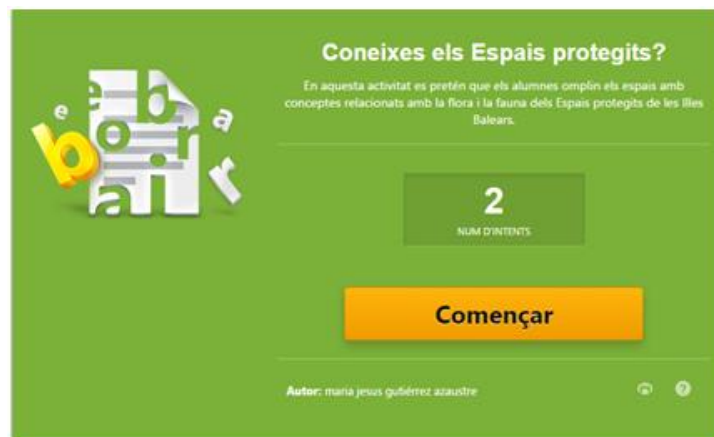 Coneixes els Espais protegits?
En aquesta activitat es pretén que els alumnes omplin els espais amb
conceptes relacionats amb la flora i la fauna dels Espais protegits de les Illes
Balears.
2
NUM D'INTENTS
Començar
Autor: maria jesus gutiérrez azaustre